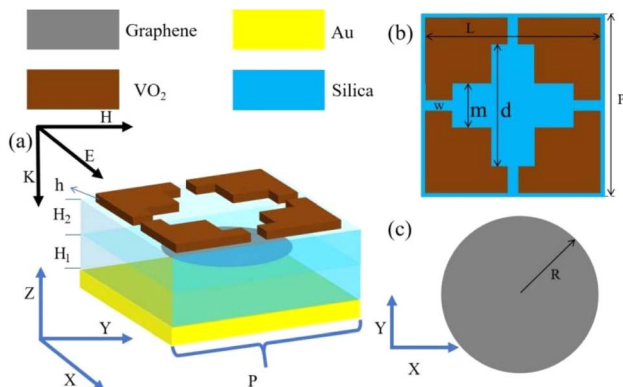 Graphene
Au
VO₂
Silica
(a)
H
E
K
h
H₂
H₁
Z
Y
X
P
(b)
L
w
m
d
P
(c)
R
Y
X